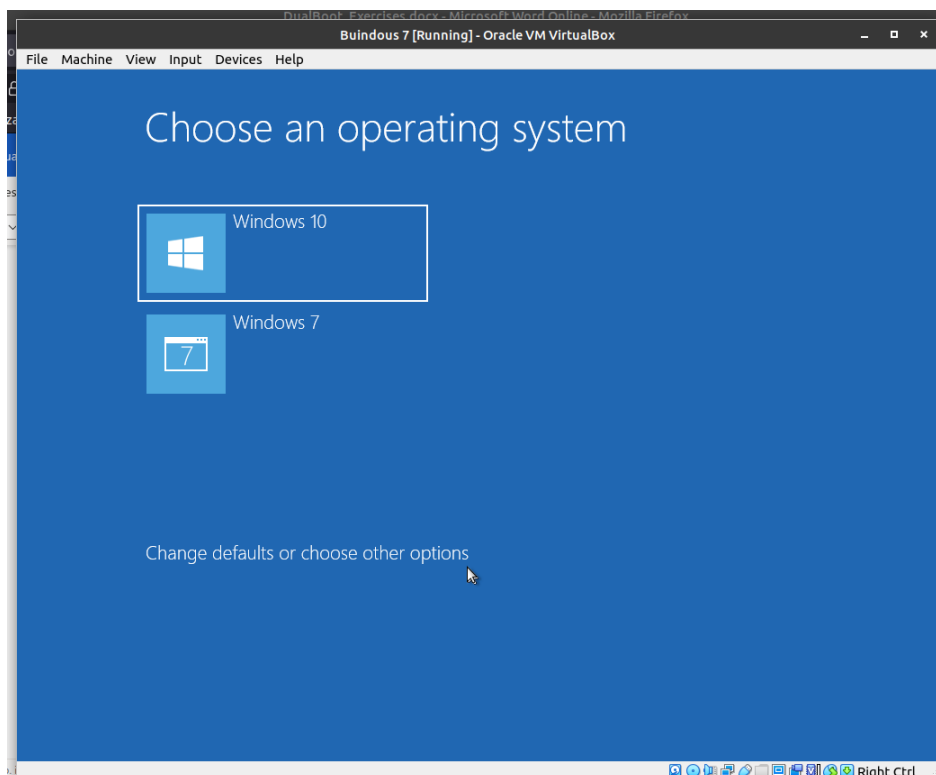 DualBoot_Exercises.docx - Microsoft Word Online - Mozilla Firefox
Buindous 7 [Running] - Oracle VM VirtualBox
File Machine View Input Devices Help
Choose an operating system
Windows 10
7
Windows 7
Change defaults or choose other options
Right Ctrl